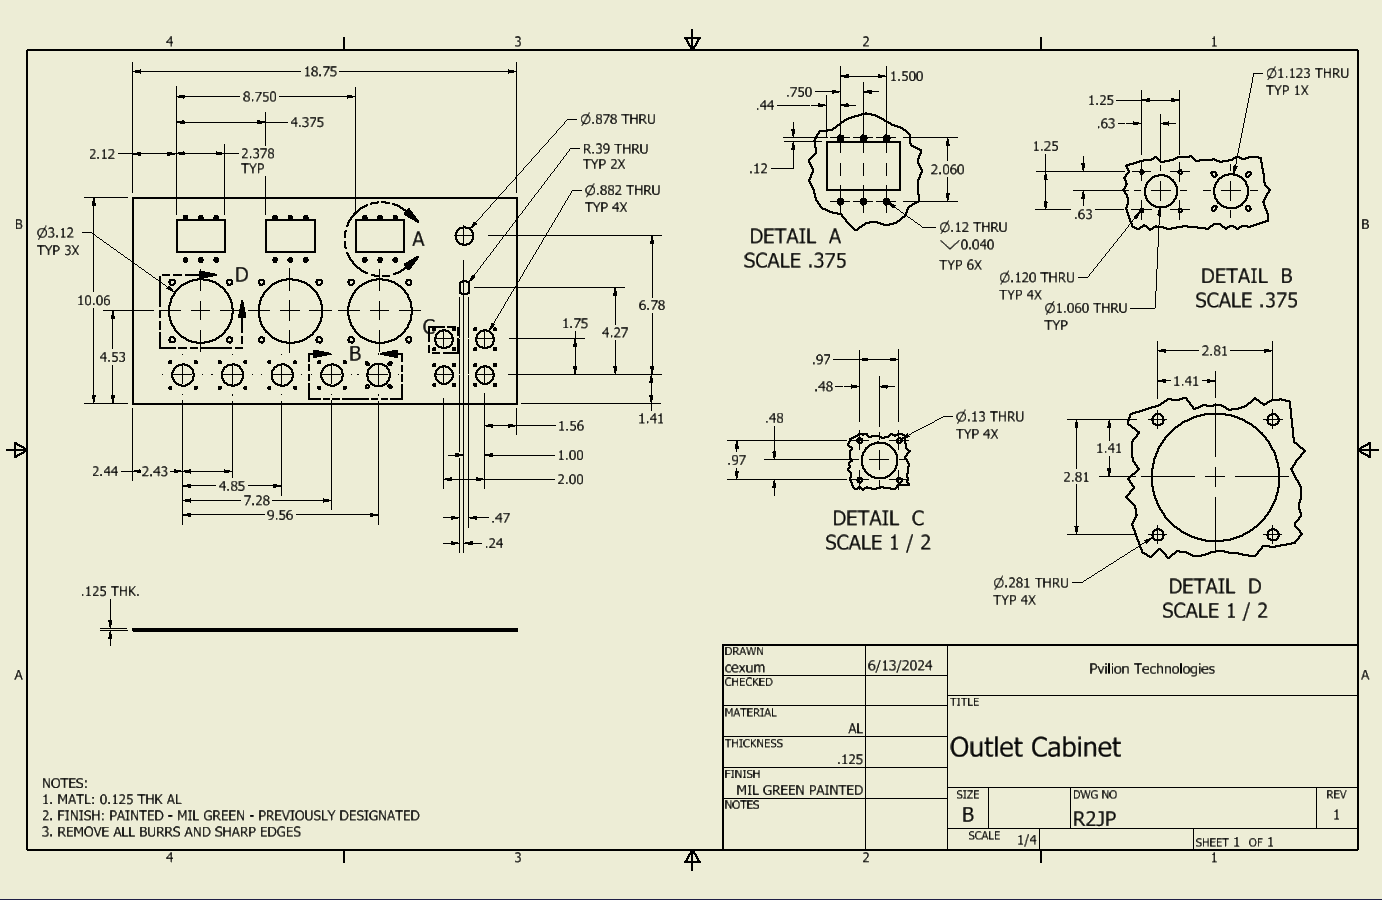 4
3
2
1
18.75
8.750
4.375
2.12
2.378
TYP
Ø.878 THRU
R.39 THRU
TYP 2X
Ø.882 THRU
TYP 4X
B
Ø3.12
TYP 3X
A
D
10.06
4.53
C
B
6.78
4.27
1.75
1.41
1.56
1.00
2.00
2.44
2.43
4.85
7.28
9.56
.47
.24
.125 THK.
1.500
.750
.44
.12
2.060
Ø.12 THRU
0.040
TYP 6X
DETAIL A
SCALE .375
Ø1.123 THRU
TYP 1X
1.25
.63
1.25
.63
B
Ø.120 THRU
TYP 4X
Ø1.060 THRU
TYP
DETAIL B
SCALE .375
.97
.48
.48
.97
Ø.13 THRU
TYP 4X
DETAIL C
SCALE 1 / 2
2.81
1.41
1.41
2.81
Ø.281 THRU
TYP 4X
DETAIL D
SCALE 1 / 2
A
A
NOTES:
1. MATL: 0.125 THK AL
2. FINISH: PAINTED - MIL GREEN - PREVIOUSLY DESIGNATED
3. REMOVE ALL BURRS AND SHARP EDGES
DRAWN
cexum
6/13/2024
CHECKED
MATERIAL
AL
THICKNESS
.125
FINISH
MIL GREEN PAINTED
NOTES
Pvilion Technologies
TITLE
Outlet Cabinet
SIZE
B
DWG NO
R2JP
REV
1
SCALE 1/4
SHEET 1 OF 1
4
3
2
1